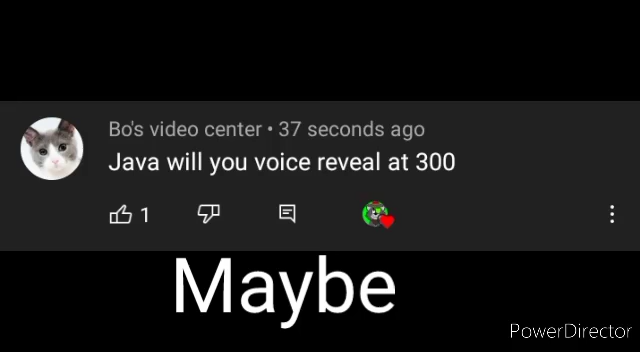 Bo's video center • 37 seconds ago
Java will you voice reveal at 300
1
Maybe
PowerDirector